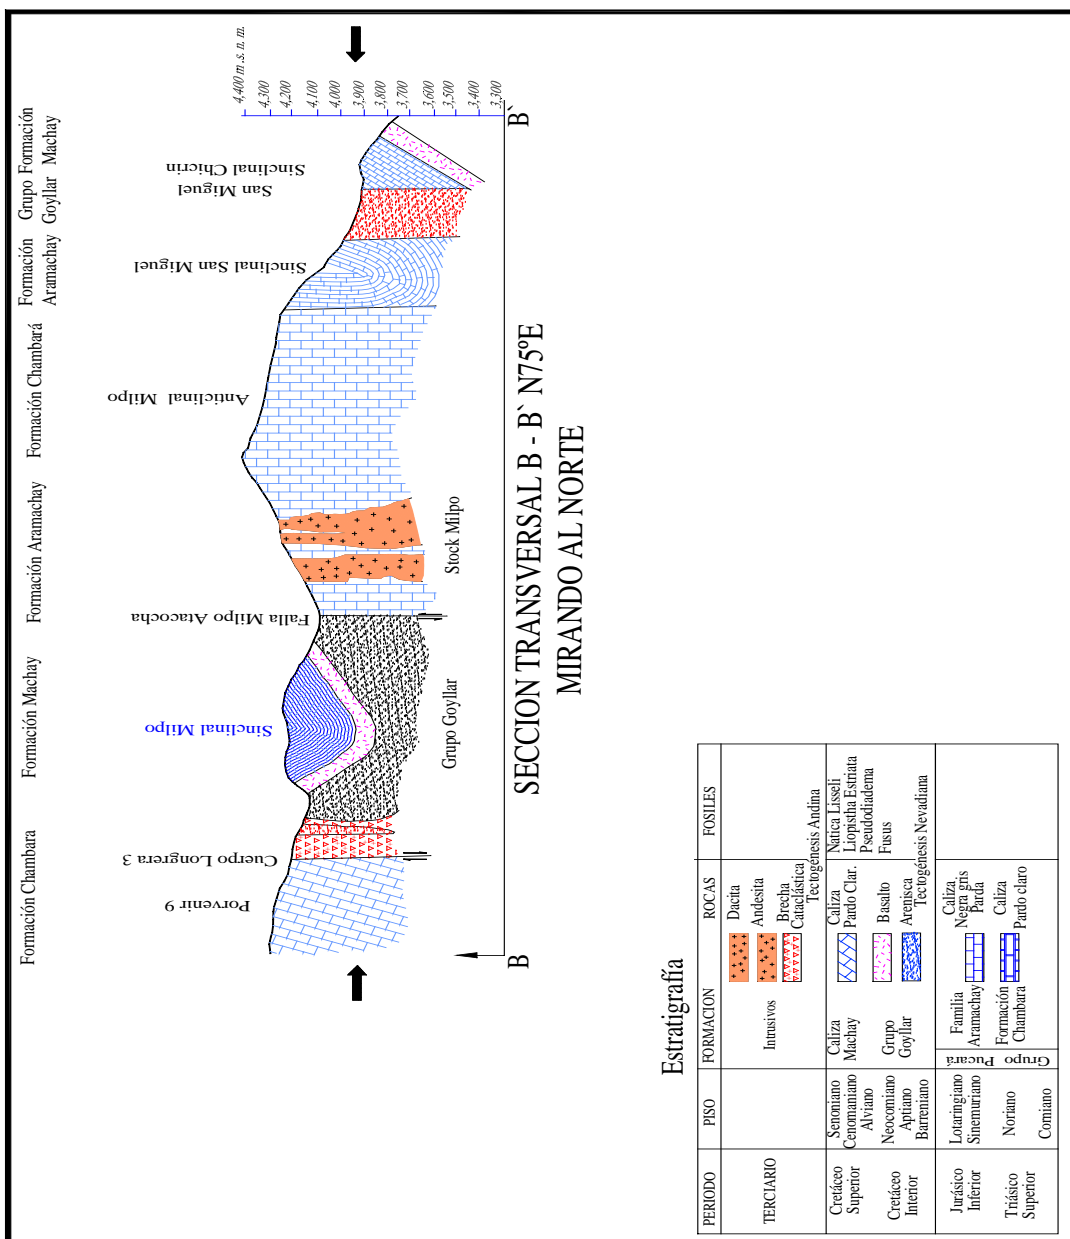 Formación Chambara
Formación Machay
Formación Aramachay
Formación Chambará
Formación
Aramachay
Grupo
Goyllar
Formación
Machay
Porvenir 9
Cuerpo Longrera 3
Sinclinal Milpo
Falla Milpo Atacocha
Anticlinal Milpo
Sinclinal San Miguel
San Miguel
Sinclinal Chicrin
4,400 m.s.n.m.
4,300
4,200
4,100
4,000
3,900
3,800
3,700
3,600
3,500
3,400
3,300
Grupo Goyllar
Stock Milpo
B
B`
SECCION TRANSVERSAL B - B` N75ºE
MIRANDO AL NORTE
Estratigrafía
PERIODO PISO FORMACION ROCAS FOSILES
TERCIARIO
Intrusivos
Dacita
Andesita
Brecha
Cataclástica
Tectogénesis Andina
Cretáceo
Superior
Senoniano
Cenomaniano
Alviano
Caliza
Machay
Caliza
Pardo Clar.
Natica Lisseli
Liopistha Estriata
Pseudodiadema
Fusus
Cretáceo
Interior
Neocomiano
Aptiano
Barreniano
Grupo
Goyllar
Basalto
Arenisca
Tectogénesis Nevadiana
Jurásico
Inferior
Lotaringiano
Sinemuriano
Grupo Pucará
Familia
Aramachay
Caliza
Negra gris
Parda
Triásico
Superior
Noriano
Corniano
Formación
Chambara
Caliza
Pardo claro